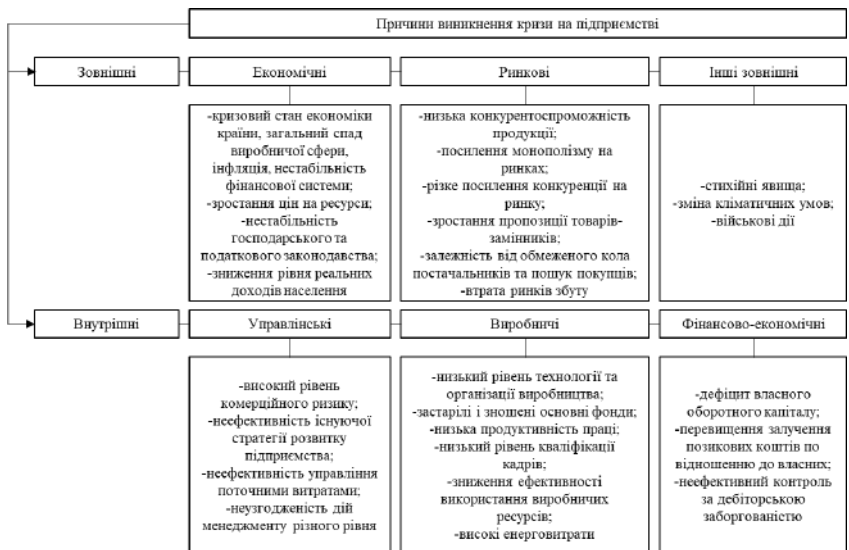 Причини виникнення кризи на підприємстві
Зовнішні
Економічні
Ринкові
Інші зовнішні
-кризовий стан економіки
країни, загальний спад
виробничої сфери,
інфляція, нестабільність
фінансової системи;
-зростання цін на ресурси;
-нестабільність
господарського та
податкового законодавства;
-зниження рівня реальних
доходів населення
-низька конкурентоспроможність
продукції;
-посилення монополізму на
ринках;
-різке посилення конкуренції на
ринку;
-зростання пропозиції товарів-
замінників;
-залежність від обмеженого кола
постачальників та пошук покупців;
-втрата ринків збуту
-стихійні явища;
-зміна кліматичних умов;
-військові дії
Внутрішні
Управлінські
Виробничі
Фінансово-економічні
-високий рівень
комерційного ризику;
-неефективність існуючої
стратегії розвитку
підприємства;
-неефективність управління
поточними витратами;
-неузгодженість дій
менеджменту різного рівня
-низький рівень технології та
організації виробництва;
-застарілі і зношені основні фонди;
-низька продуктивність праці;
-низький рівень кваліфікації
кадрів;
-зниження ефективності
використання виробничих
ресурсів;
-високі енерговитрати
-дефіцит власного
оборотного капіталу;
-перевищення залучення
позикових коштів по
відношенню до власних;
-неефективний контроль
за дебіторською
заборгованістю